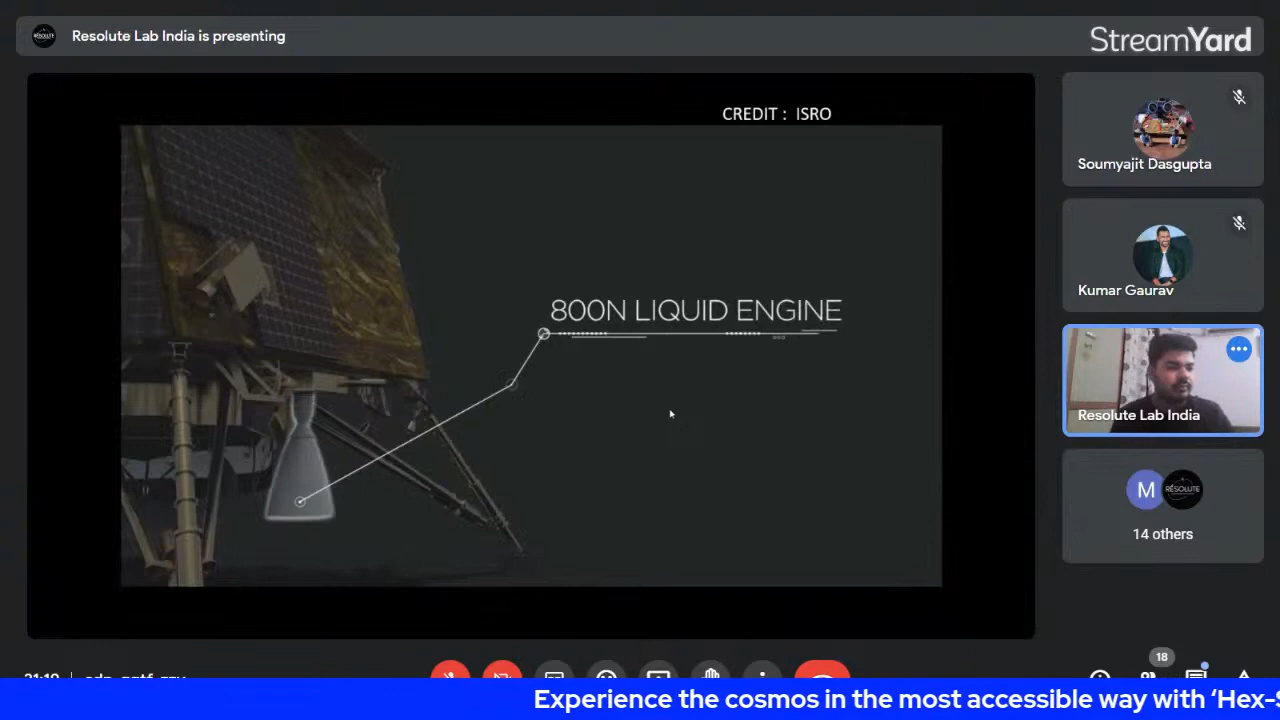 Resolute Lab India is presenting
StreamYard
CREDIT : ISRO
800N LIQUID ENGINE
Soumyajit Dasgupta
Kumar Gaurav
Resolute Lab India
M
RESOLUTE
14 others
18
Experience the cosmos in the most accessible way with ‘Hex-S